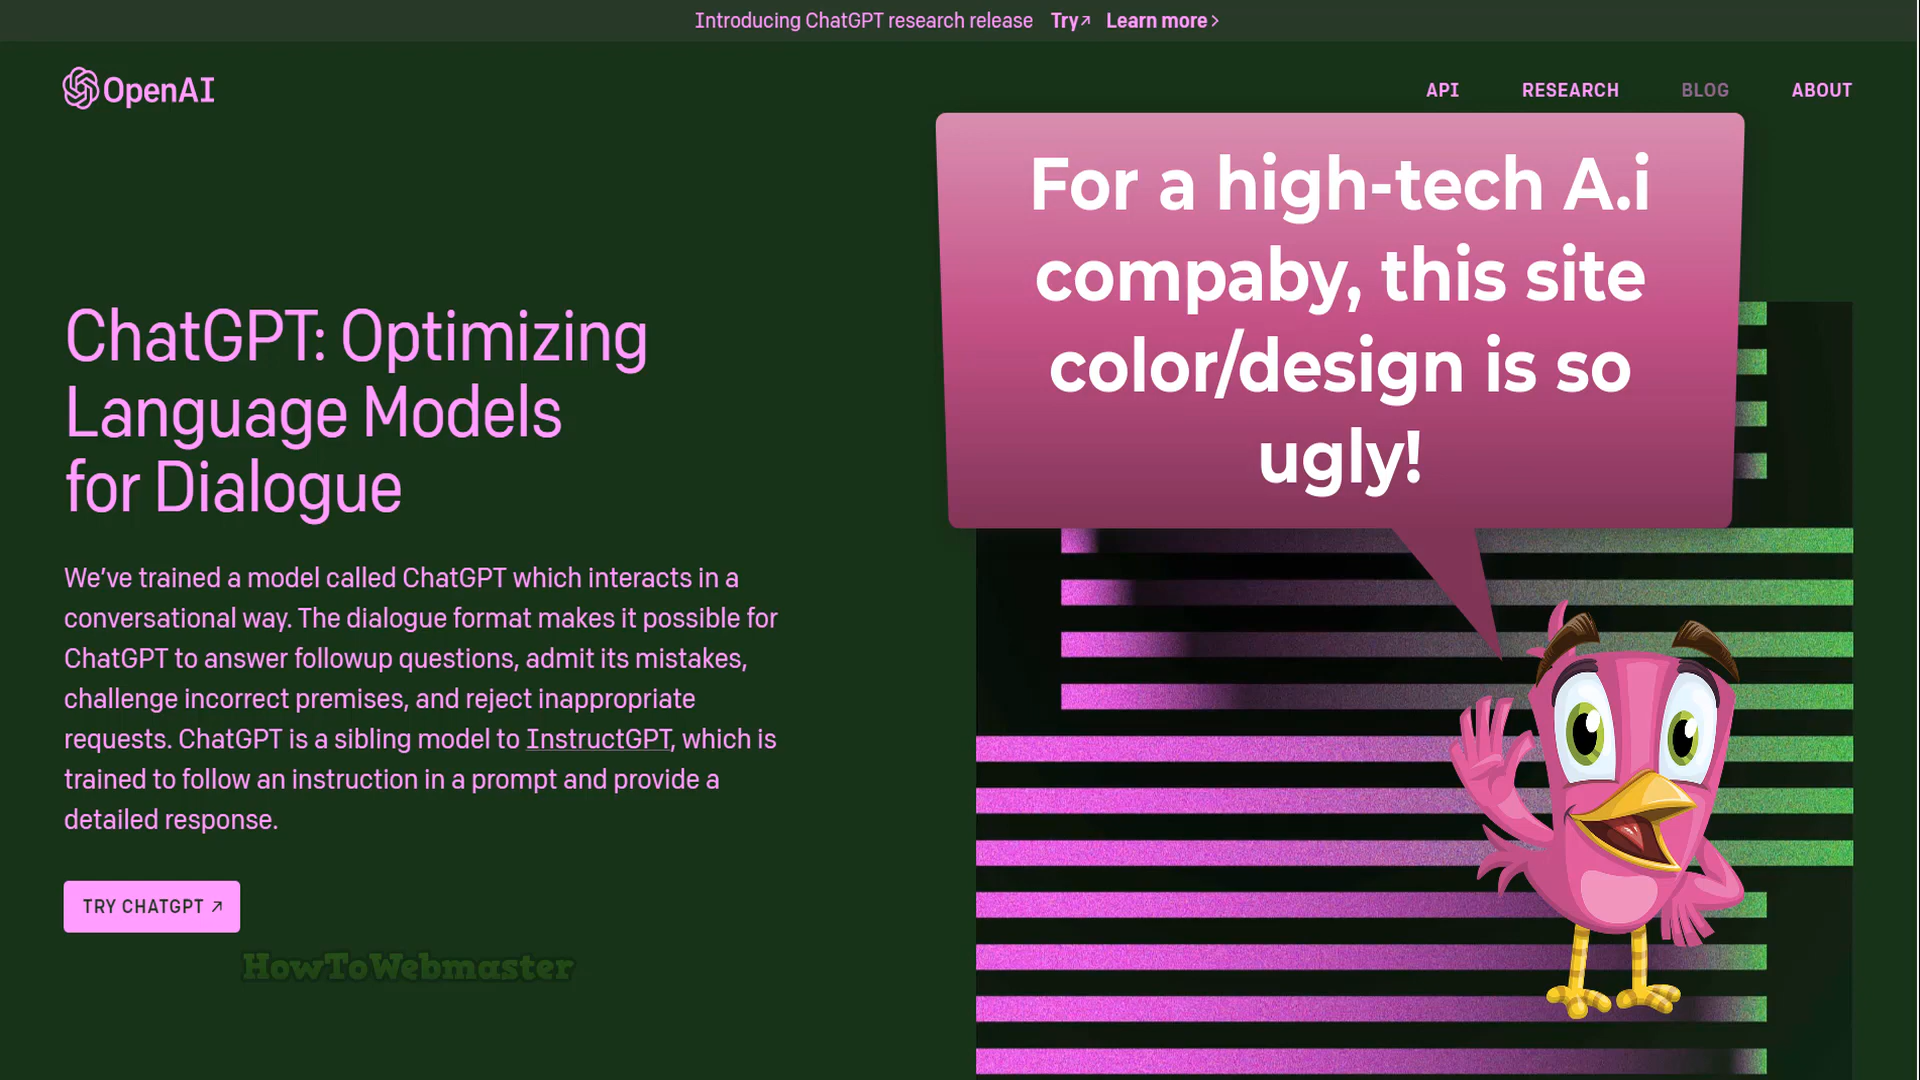 Introducing ChatGPT research release Try↗ Learn more >
OpenAI
API RESEARCH BLOG ABOUT
For a high-tech A.i
compaby, this site
color/design is so
ugly!
ChatGPT: Optimizing
Language Models
for Dialogue
We’ve trained a model called ChatGPT which interacts in a
conversational way. The dialogue format makes it possible for
ChatGPT to answer followup questions, admit its mistakes,
challenge incorrect premises, and reject inappropriate
requests. ChatGPT is a sibling model to InstructGPT, which is
trained to follow an instruction in a prompt and provide a
detailed response.
TRY CHATGPT ↗
HowToWebmaster